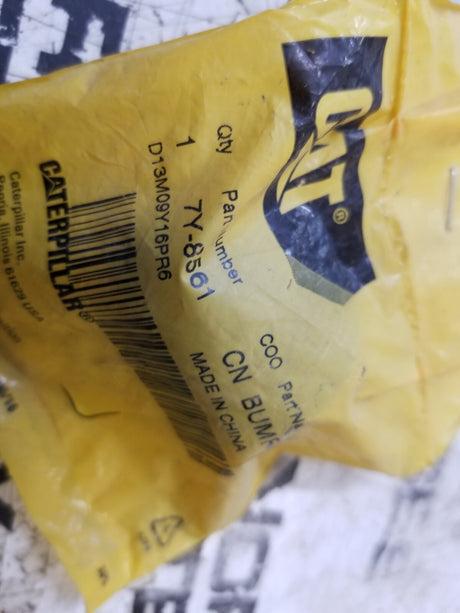 CAT®
Qty Part Number
1 7Y-8561
D13M09Y16PR6
COO Part
CN BUMP
MADE IN CHINA
CATERPILLAR®
Caterpillar Inc.
Peoria, Illinois 61629 USA